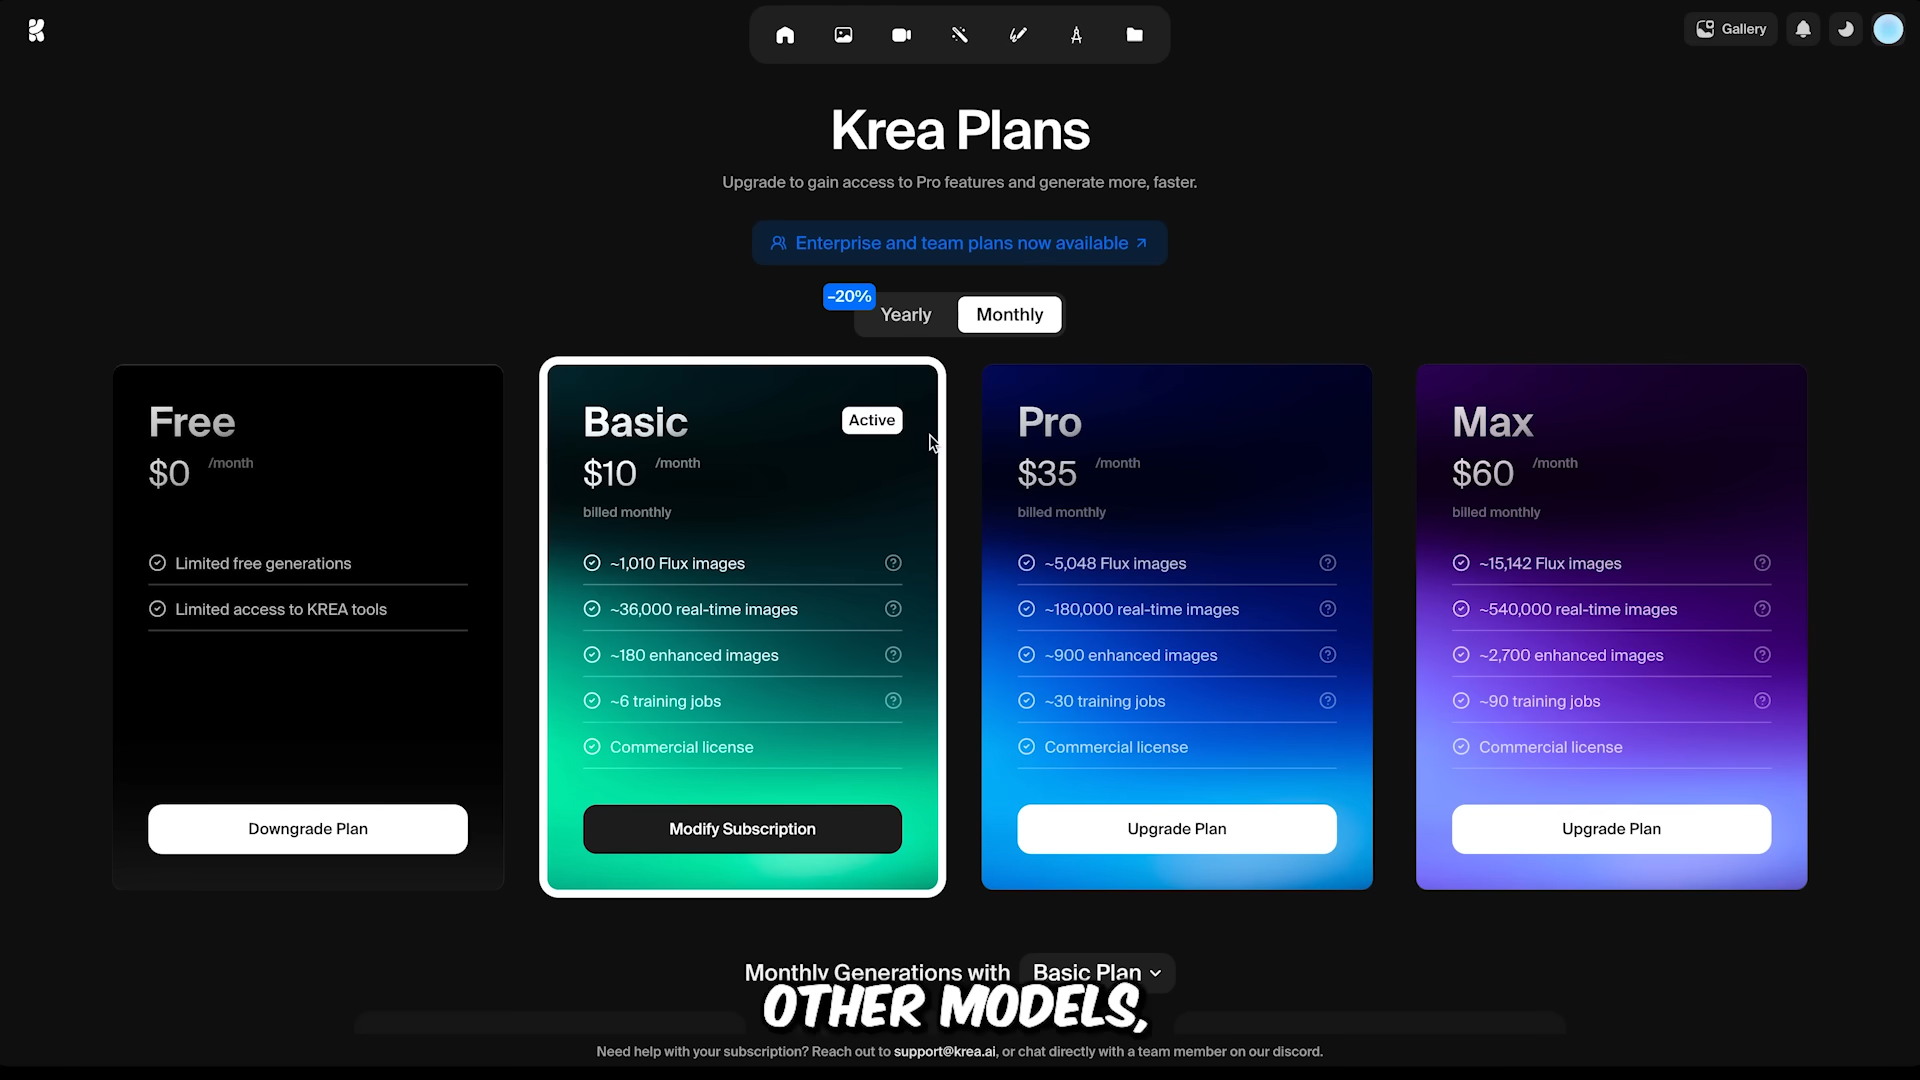 Gallery
Krea Plans
Upgrade to gain access to Pro features and generate more, faster.
Enterprise and team plans now available
-20%
Yearly
Monthly
Free
$0 /month
Limited free generations
Limited access to KREA tools
Downgrade Plan
Basic
Active
$10 /month
billed monthly
~1,010 Flux images
~36,000 real-time images
~180 enhanced images
~6 training jobs
Commercial license
Modify Subscription
Pro
$35 /month
billed monthly
~5,048 Flux images
~180,000 real-time images
~900 enhanced images
~30 training jobs
Commercial license
Upgrade Plan
Max
$60 /month
billed monthly
~15,142 Flux images
~540,000 real-time images
~2,700 enhanced images
~90 training jobs
Commercial license
Upgrade Plan
Monthly Generations with Basic Plan
OTHER MODELS,
Need help with your subscription? Reach out to support@krea.ai, or chat directly with a team member on our discord.